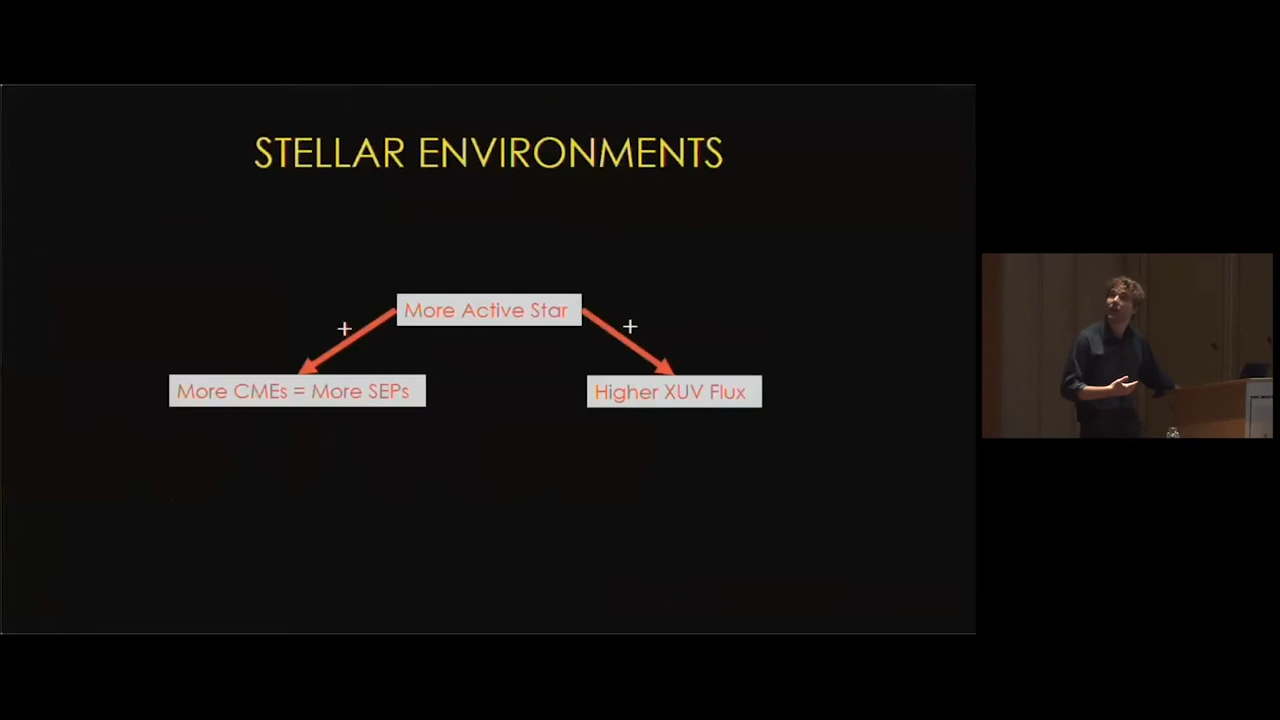 STELLAR ENVIRONMENTS
More Active Star
+
+
More CMEs = More SEPs
Higher XUV Flux